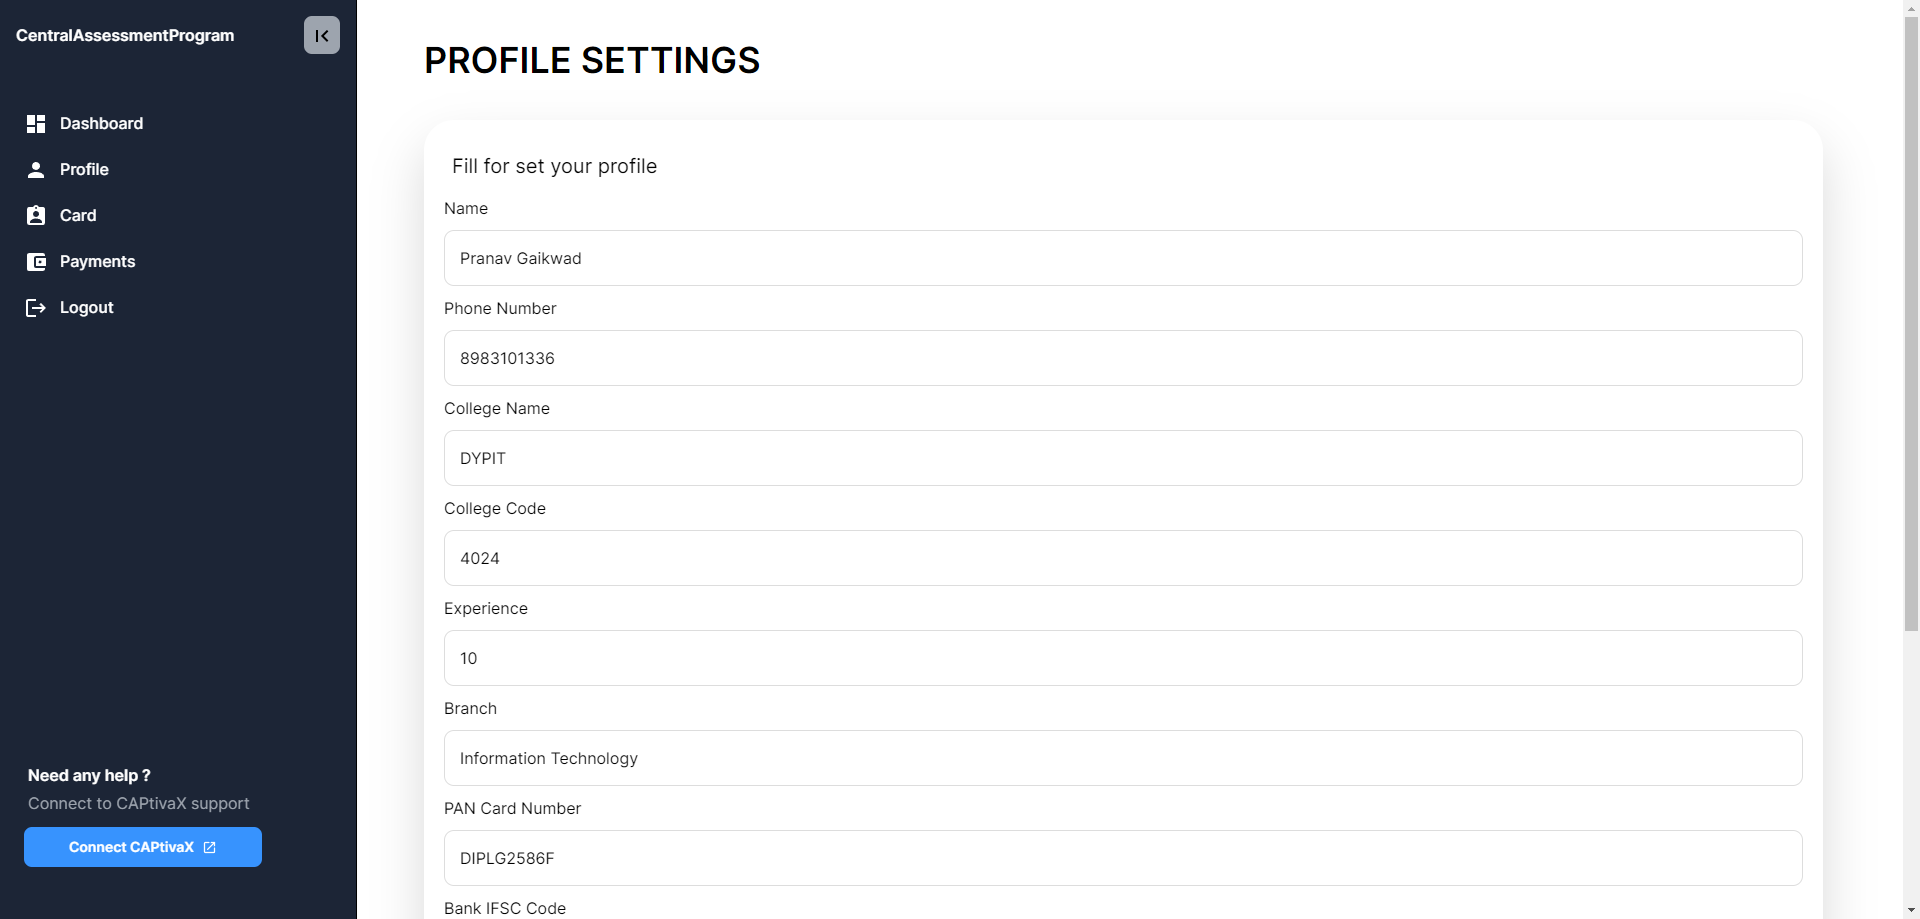 CentralAssessmentProgram
Dashboard
Profile
Card
Payments
Logout
Need any help ?
Connect to CAPtivaX support
Connect CAPtivaX
PROFILE SETTINGS
Fill for set your profile
Name
Pranav Gaikwad
Phone Number
8983101336
College Name
DYPIT
College Code
4024
Experience
10
Branch
Information Technology
PAN Card Number
DIPLG2586F
Bank IFSC Code